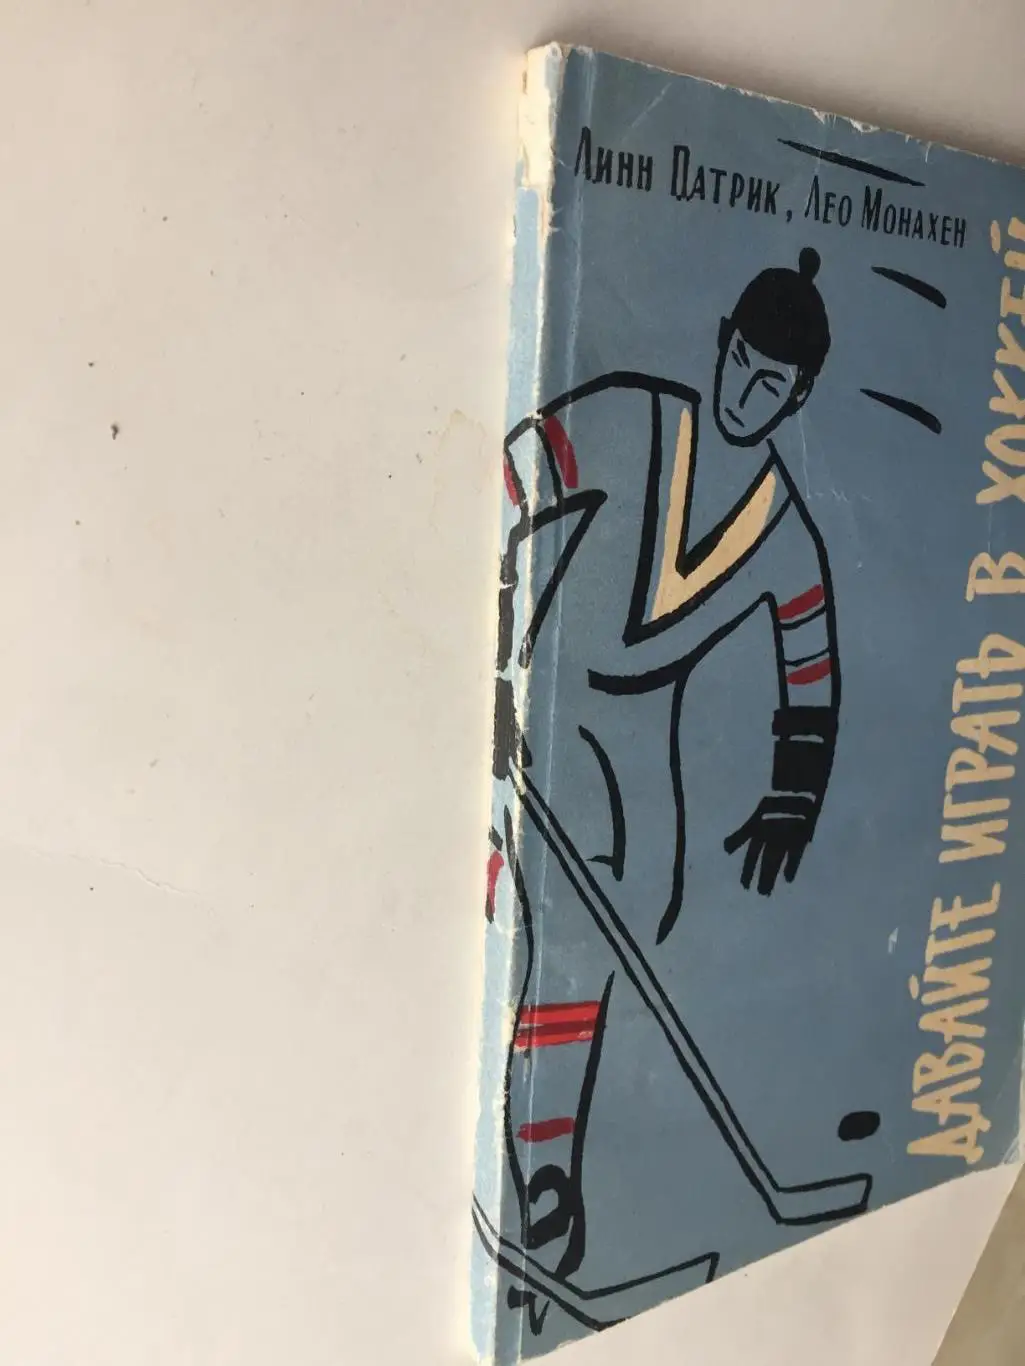 Линн Патрик, Лео Монахен
ДАВАЙТЕ ИГРАТЬ В ХОККЕЙ